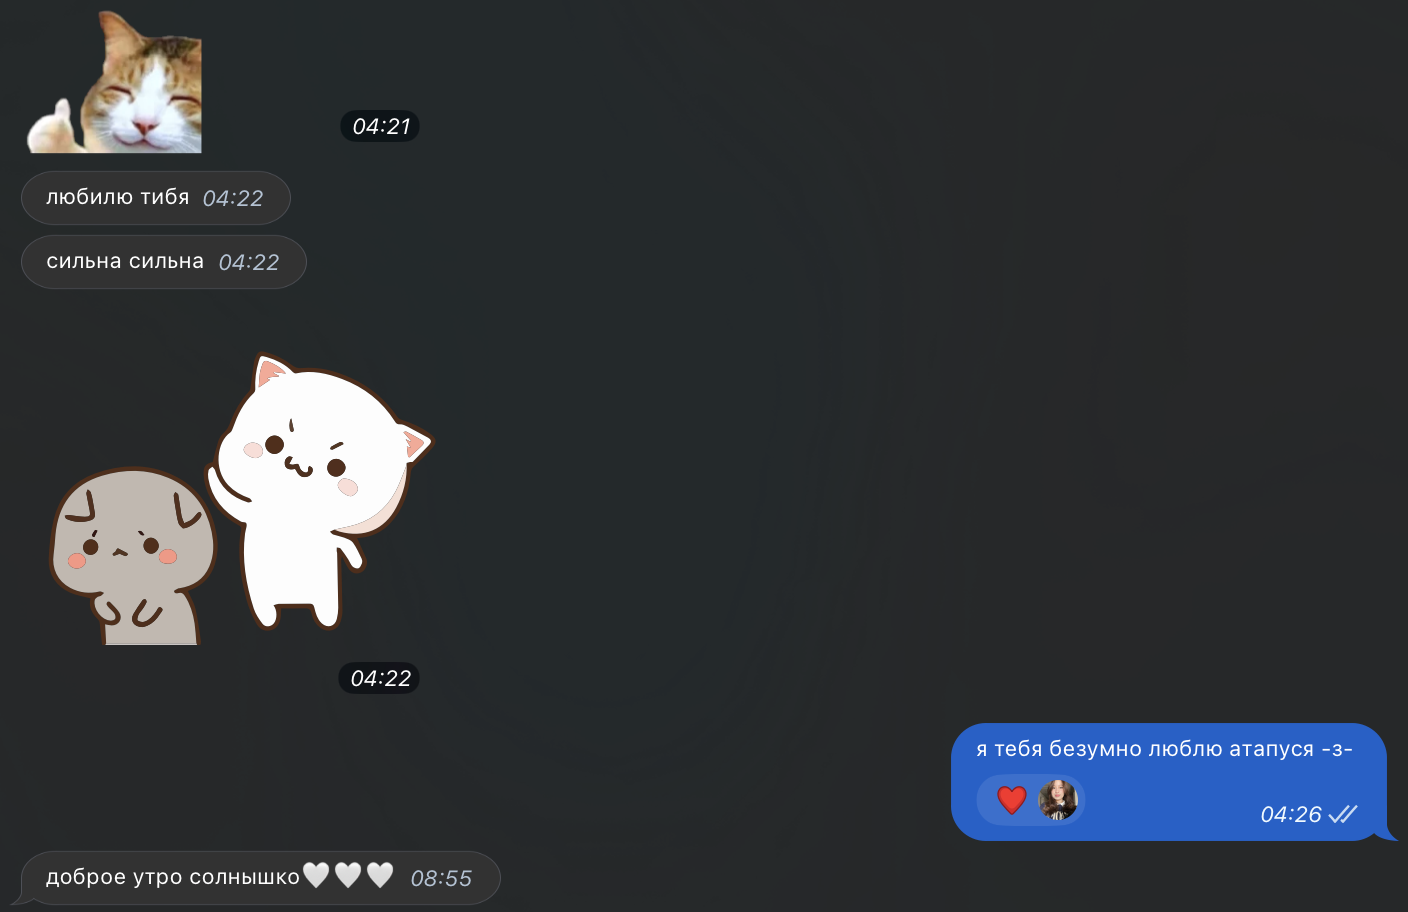 04:21
любилю тибя 04:22
сильна сильна 04:22
04:22
я тебя безумно люблю атапуся -з-
❤️ 04:26
доброе утро солнышко🤍🤍🤍 08:55